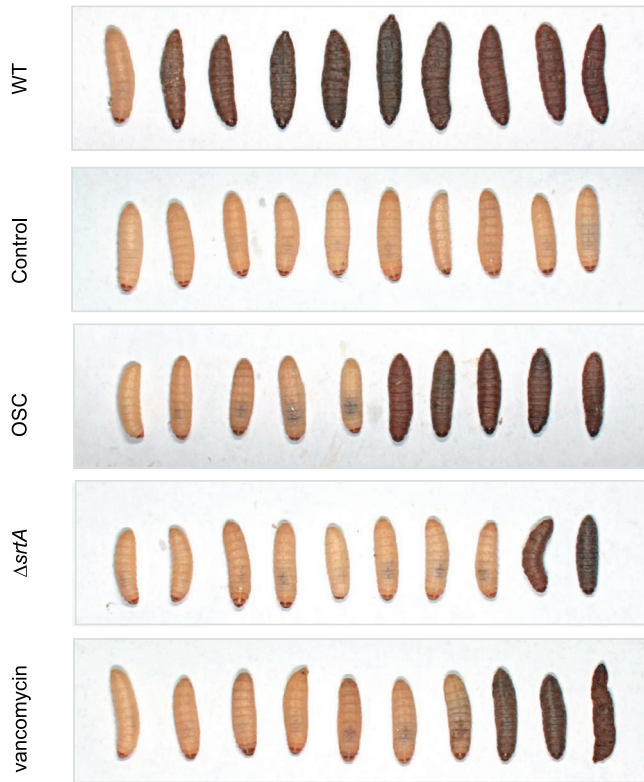 WT
Control
OSC
ΔsrtA
vancomycin